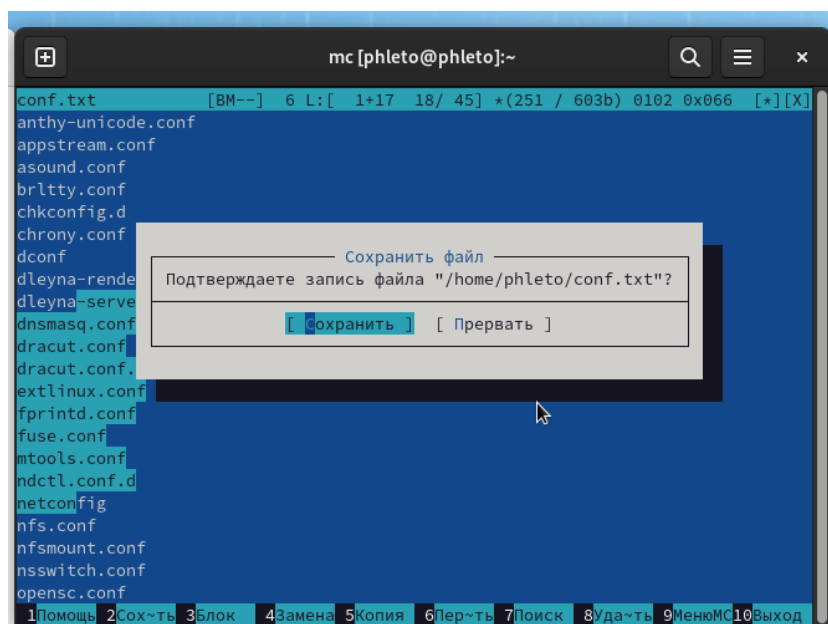 mc [phleto@phleto]:~
conf.txt [BM--] 6 L:[ 1+17 18/ 45] *(251 / 603b) 0102 0x066 [*][X]
anthy-unicode.conf
appstream.conf
asound.conf
brltty.conf
chkconfig.d
chrony.conf
dconf
Сохранить файл
dleyna-rende
Подтверждаете запись файла "/home/phleto/conf.txt"?
dleyna-serve
dnsmasq.conf
[ Сохранить ] [ Прервать ]
dracut.conf
dracut.conf.
extlinux.conf
fprintd.conf
fuse.conf
mtools.conf
ndctl.conf.d
netconfig
nfs.conf
nfsmount.conf
nsswitch.conf
opensc.conf
1Помощь 2Сох~ть 3Блок 4Замена 5Копия 6Пер~ть 7Поиск 8Уда~ть 9МенюMC10Выход